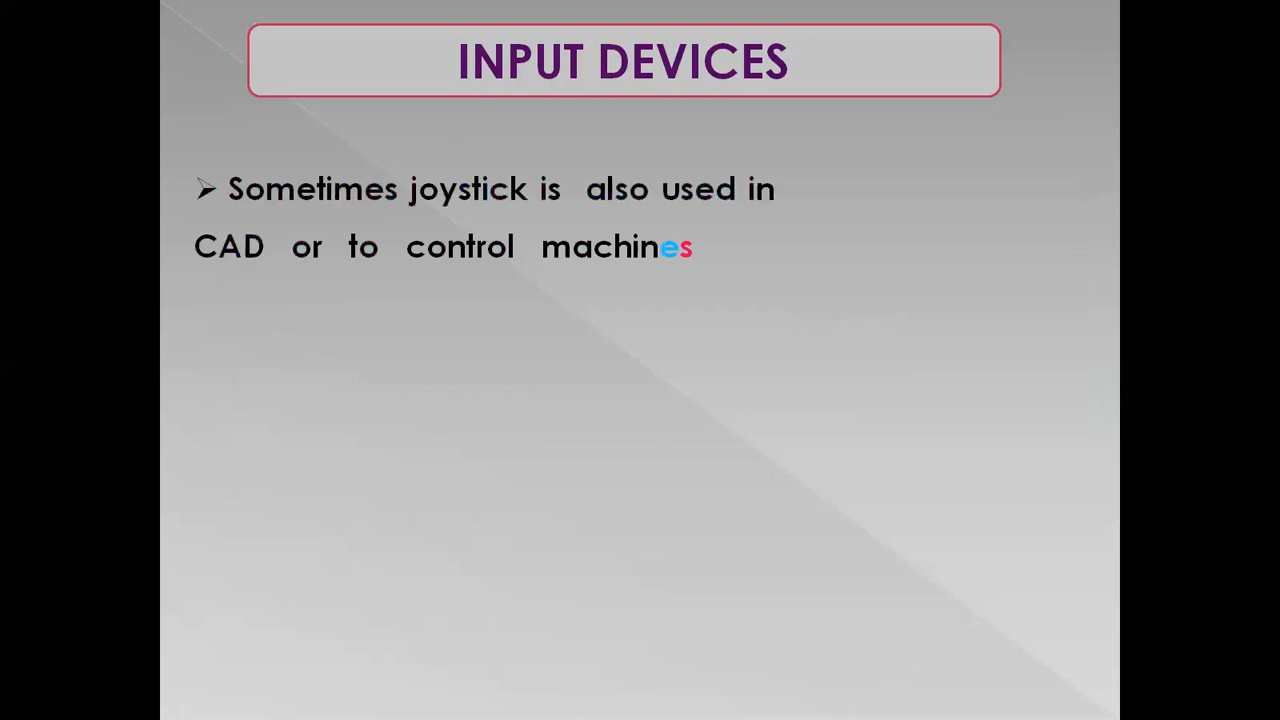 INPUT DEVICES
➢ Sometimes joystick is also used in
CAD or to control machines